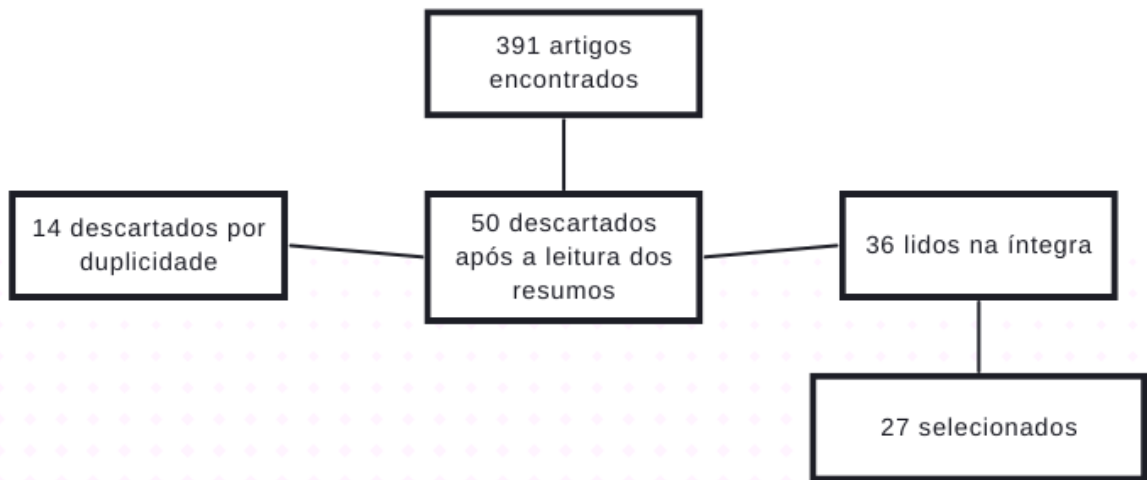 391 artigos
encontrados
14 descartados por
duplicidade
50 descartados
após a leitura dos
resumos
36 lidos na íntegra
27 selecionados